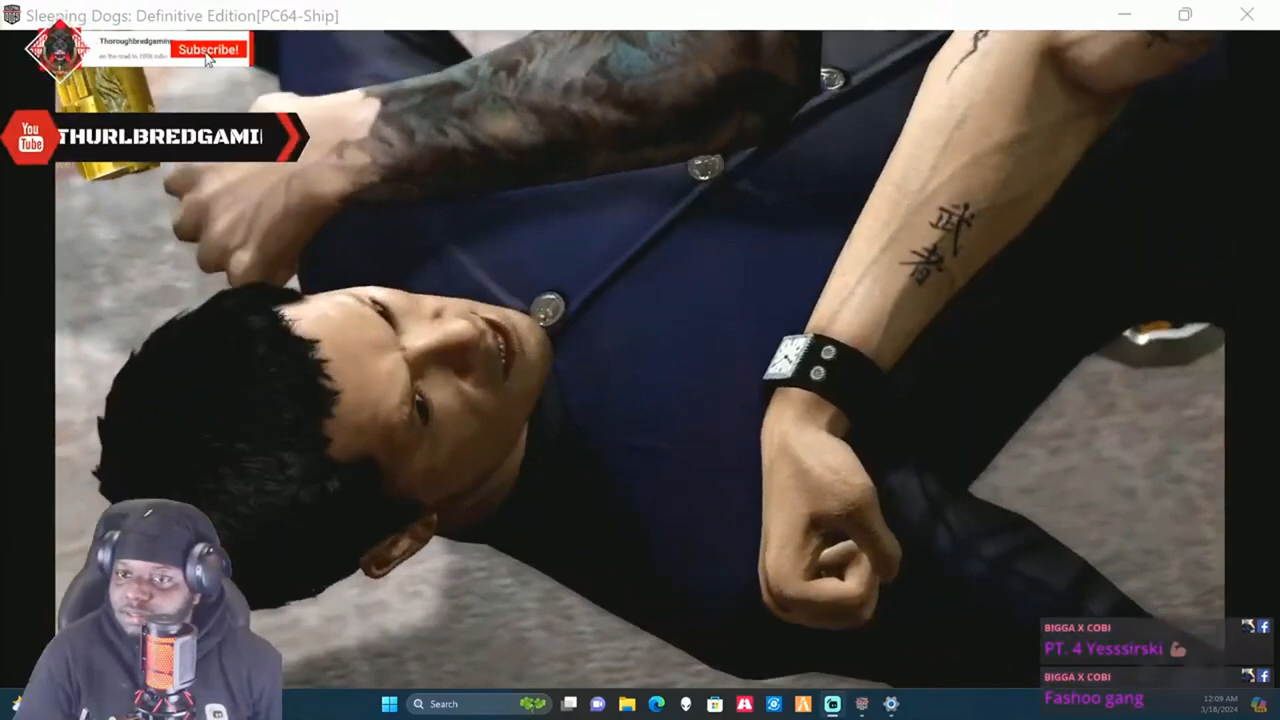 Sleeping Dogs: Definitive Edition[PC64-Ship]
Thoroughbredgamin
Subscribe!
You
Tube
THURLBREDGAMI
武
者
BIGGA X COBI
PT. 4 Yesssirski 💪🏽
BIGGA X COBI
Fashoo gang
Search
12:09 AM
3/18/2024